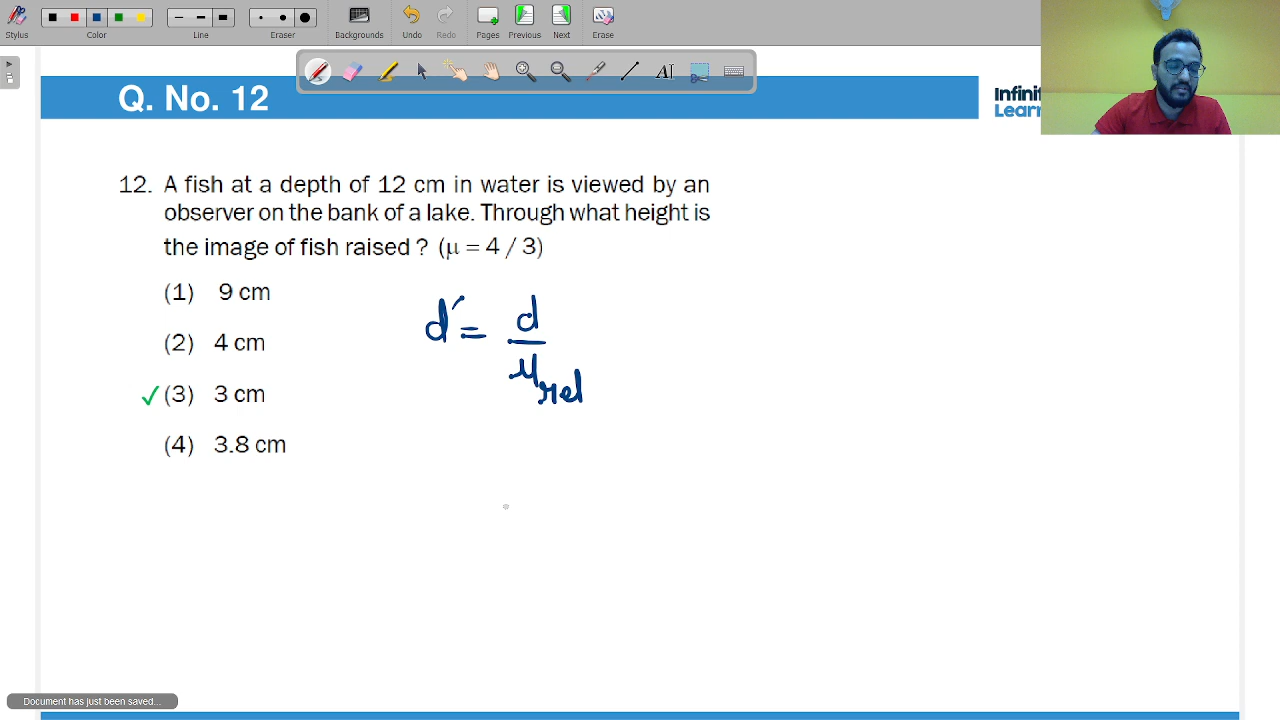 Stylus
Color
Line
Eraser
Backgrounds
Undo
Redo
Pages
Previous
Next
Erase
Q. No. 12
Infinit
Learr
12. A fish at a depth of 12 cm in water is viewed by an
observer on the bank of a lake. Through what height is
the image of fish raised ? (μ = 4 / 3)
(1) 9 cm
(2) 4 cm
✓(3) 3 cm
(4) 3.8 cm
d' = d / μrel
Document has just been saved...